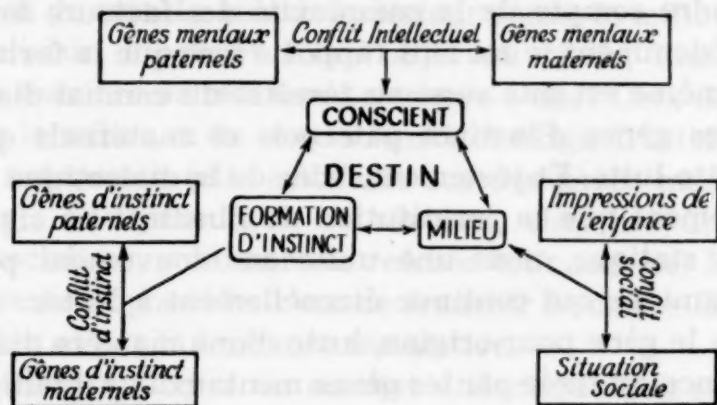 Gênes mentaux
paternels
Conflit Intellectuel
Gênes mentaux
maternels
CONSCIENT
DESTIN
Gênes d'instinct
paternels
FORMATION
D'INSTINCT
MILIEU
Impressions de
l'enfance
Conflit
d'instinct
Conflit
Social
Gênes d'instinct
maternels
Situation
Sociale